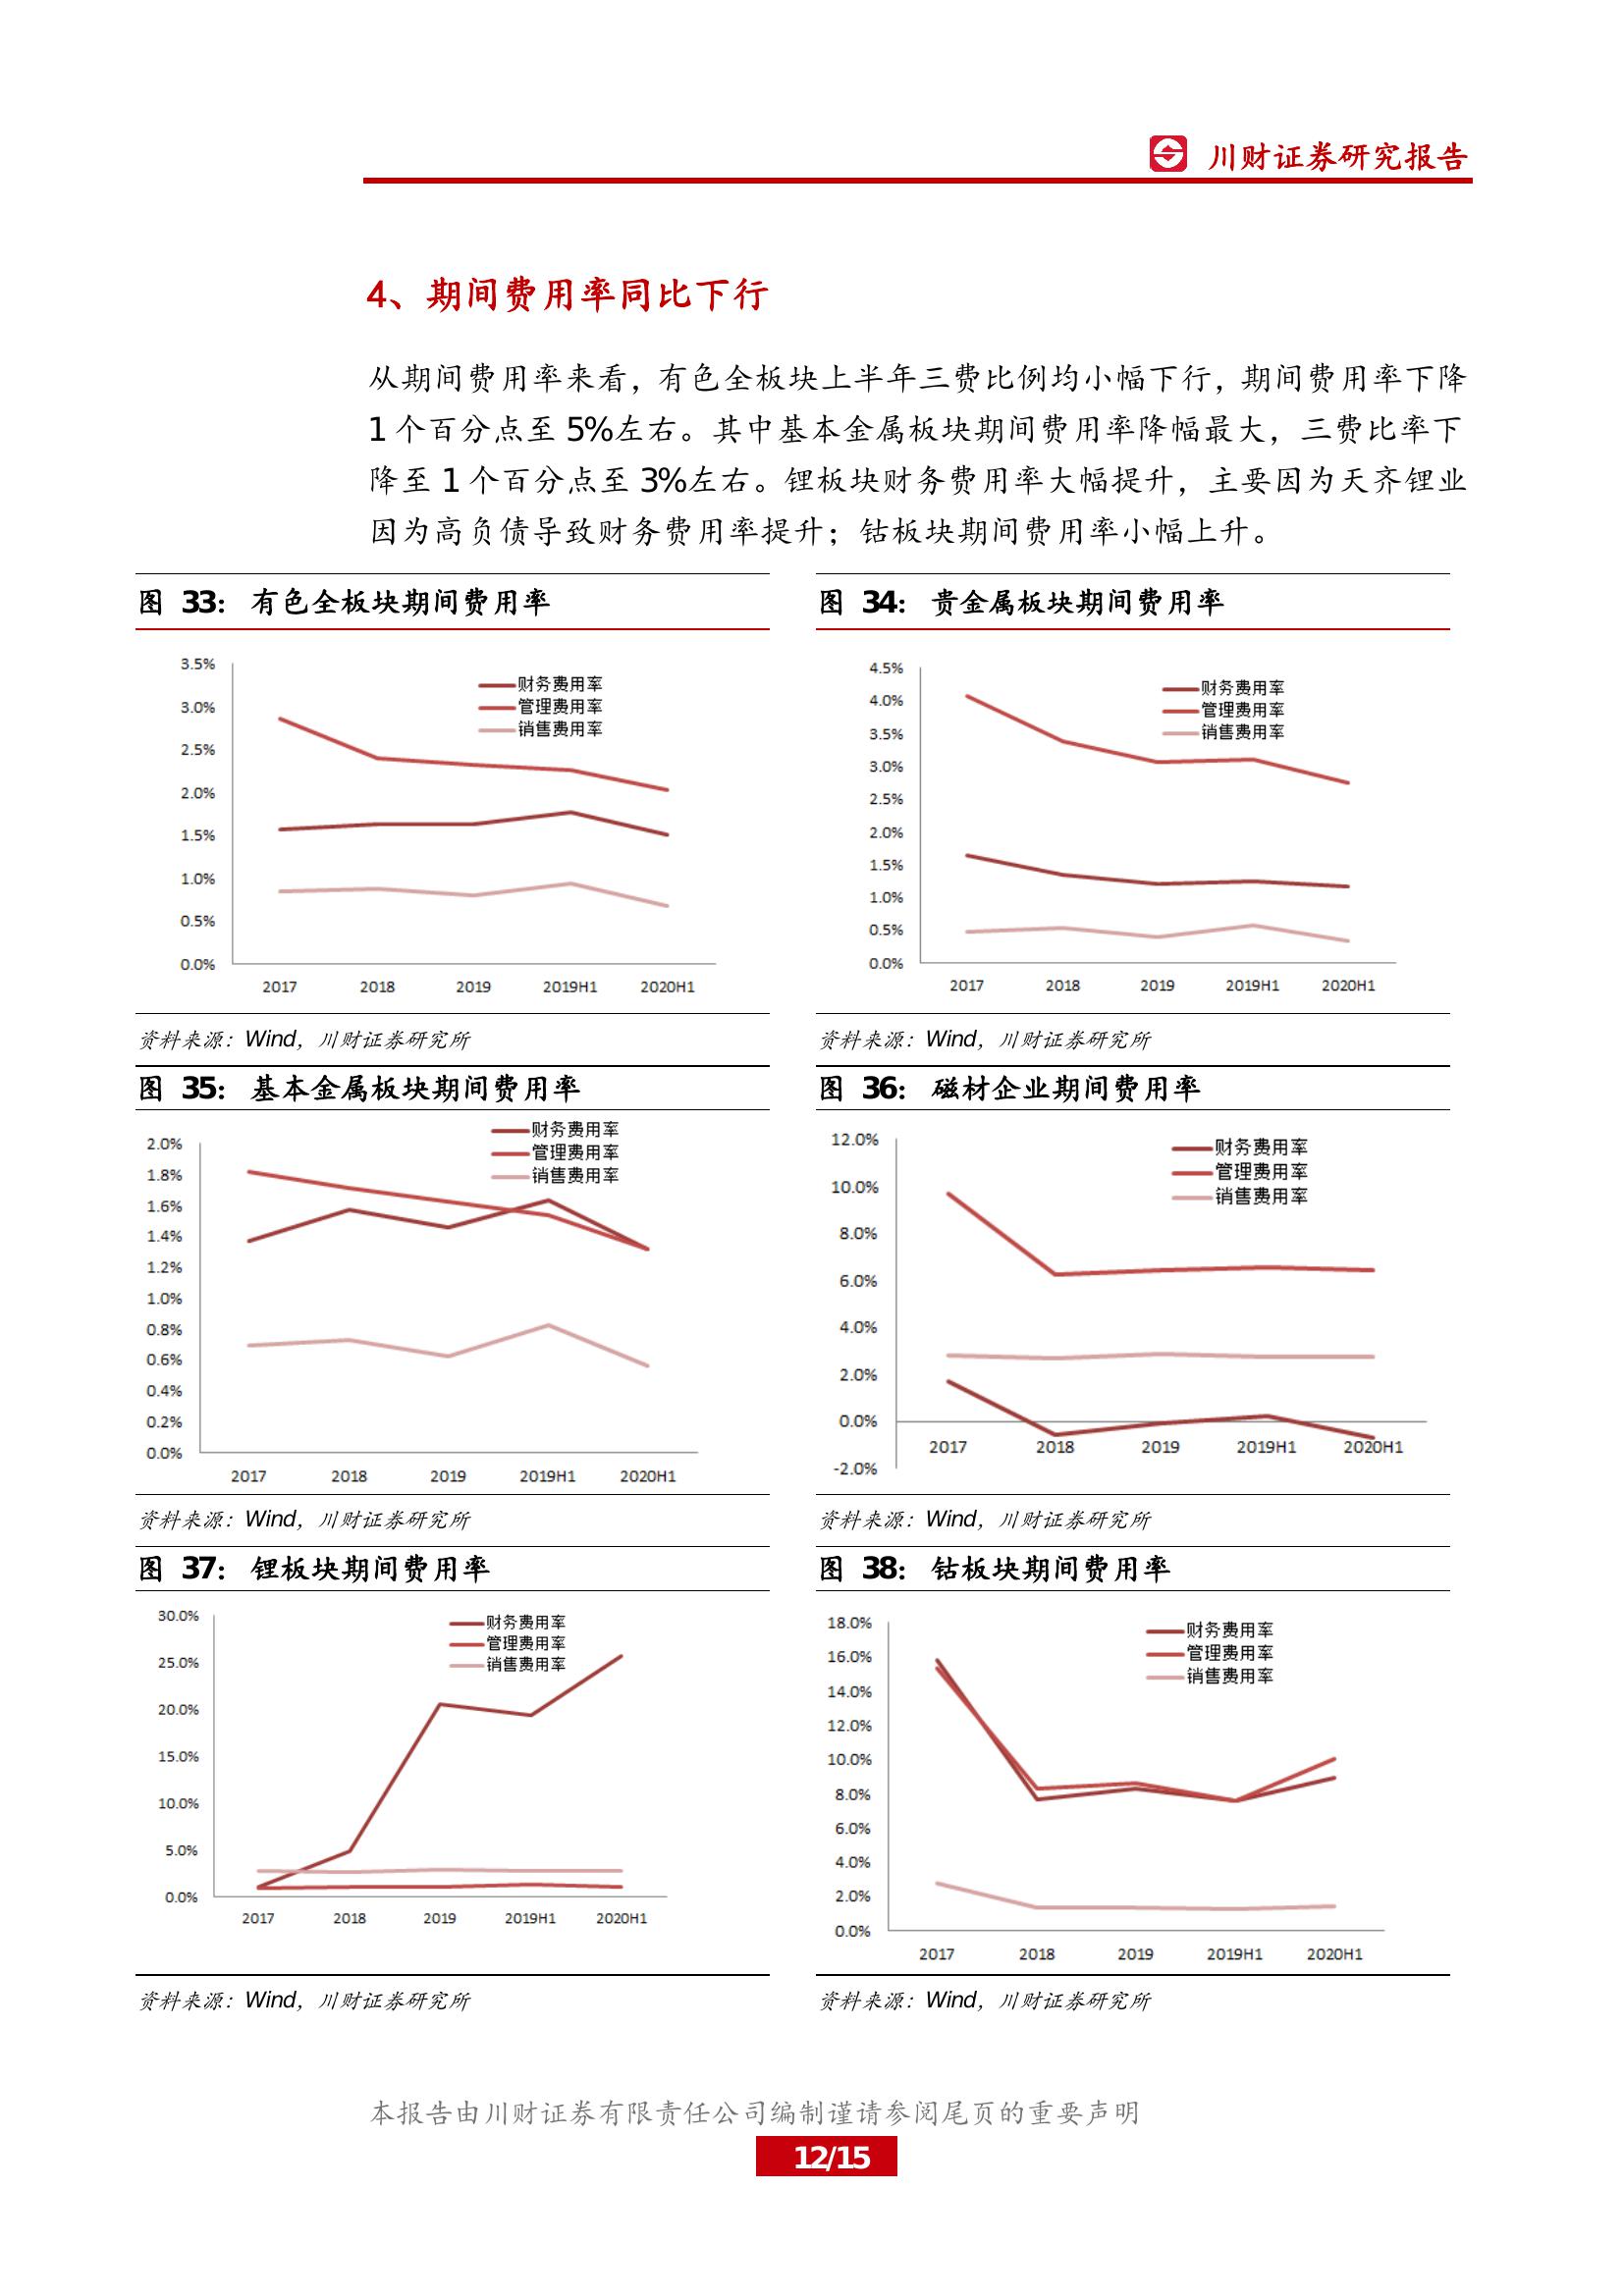 川财证券研究报告
4、期间费用率同比下行
从期间费用率来看，有色全板块上半年三费比例均小幅下行，期间费用率下降
1 个百分点至 5%左右。其中基本金属板块期间费用率降幅最大，三费比率下
降至 1 个百分点至 3%左右。锂板块财务费用率大幅提升，主要因为天齐锂业
因为高负债导致财务费用率提升；钴板块期间费用率小幅上升。
图 33： 有色全板块期间费用率
3.5%
3.0%
2.5%
2.0%
1.5%
1.0%
0.5%
0.0%
财务费用率
管理费用率
销售费用率
2017 2018 2019 2019H1 2020H1
资料来源：Wind，川财证券研究所
图 34： 贵金属板块期间费用率
4.5%
4.0%
3.5%
3.0%
2.5%
2.0%
1.5%
1.0%
0.5%
0.0%
财务费用率
管理费用率
销售费用率
2017 2018 2019 2019H1 2020H1
资料来源：Wind，川财证券研究所
图 35： 基本金属板块期间费用率
2.0%
1.8%
1.6%
1.4%
1.2%
1.0%
0.8%
0.6%
0.4%
0.2%
0.0%
财务费用率
管理费用率
销售费用率
2017 2018 2019 2019H1 2020H1
资料来源：Wind，川财证券研究所
图 36： 磁材企业期间费用率
12.0%
10.0%
8.0%
6.0%
4.0%
2.0%
0.0%
-2.0%
财务费用率
管理费用率
销售费用率
2017 2018 2019 2019H1 2020H1
资料来源：Wind，川财证券研究所
图 37： 锂板块期间费用率
30.0%
25.0%
20.0%
15.0%
10.0%
5.0%
0.0%
财务费用率
管理费用率
销售费用率
2017 2018 2019 2019H1 2020H1
资料来源：Wind，川财证券研究所
图 38： 钴板块期间费用率
18.0%
16.0%
14.0%
12.0%
10.0%
8.0%
6.0%
4.0%
2.0%
0.0%
财务费用率
管理费用率
销售费用率
2017 2018 2019 2019H1 2020H1
资料来源：Wind，川财证券研究所
本报告由川财证券有限责任公司编制谨请参阅尾页的重要声明
12/15